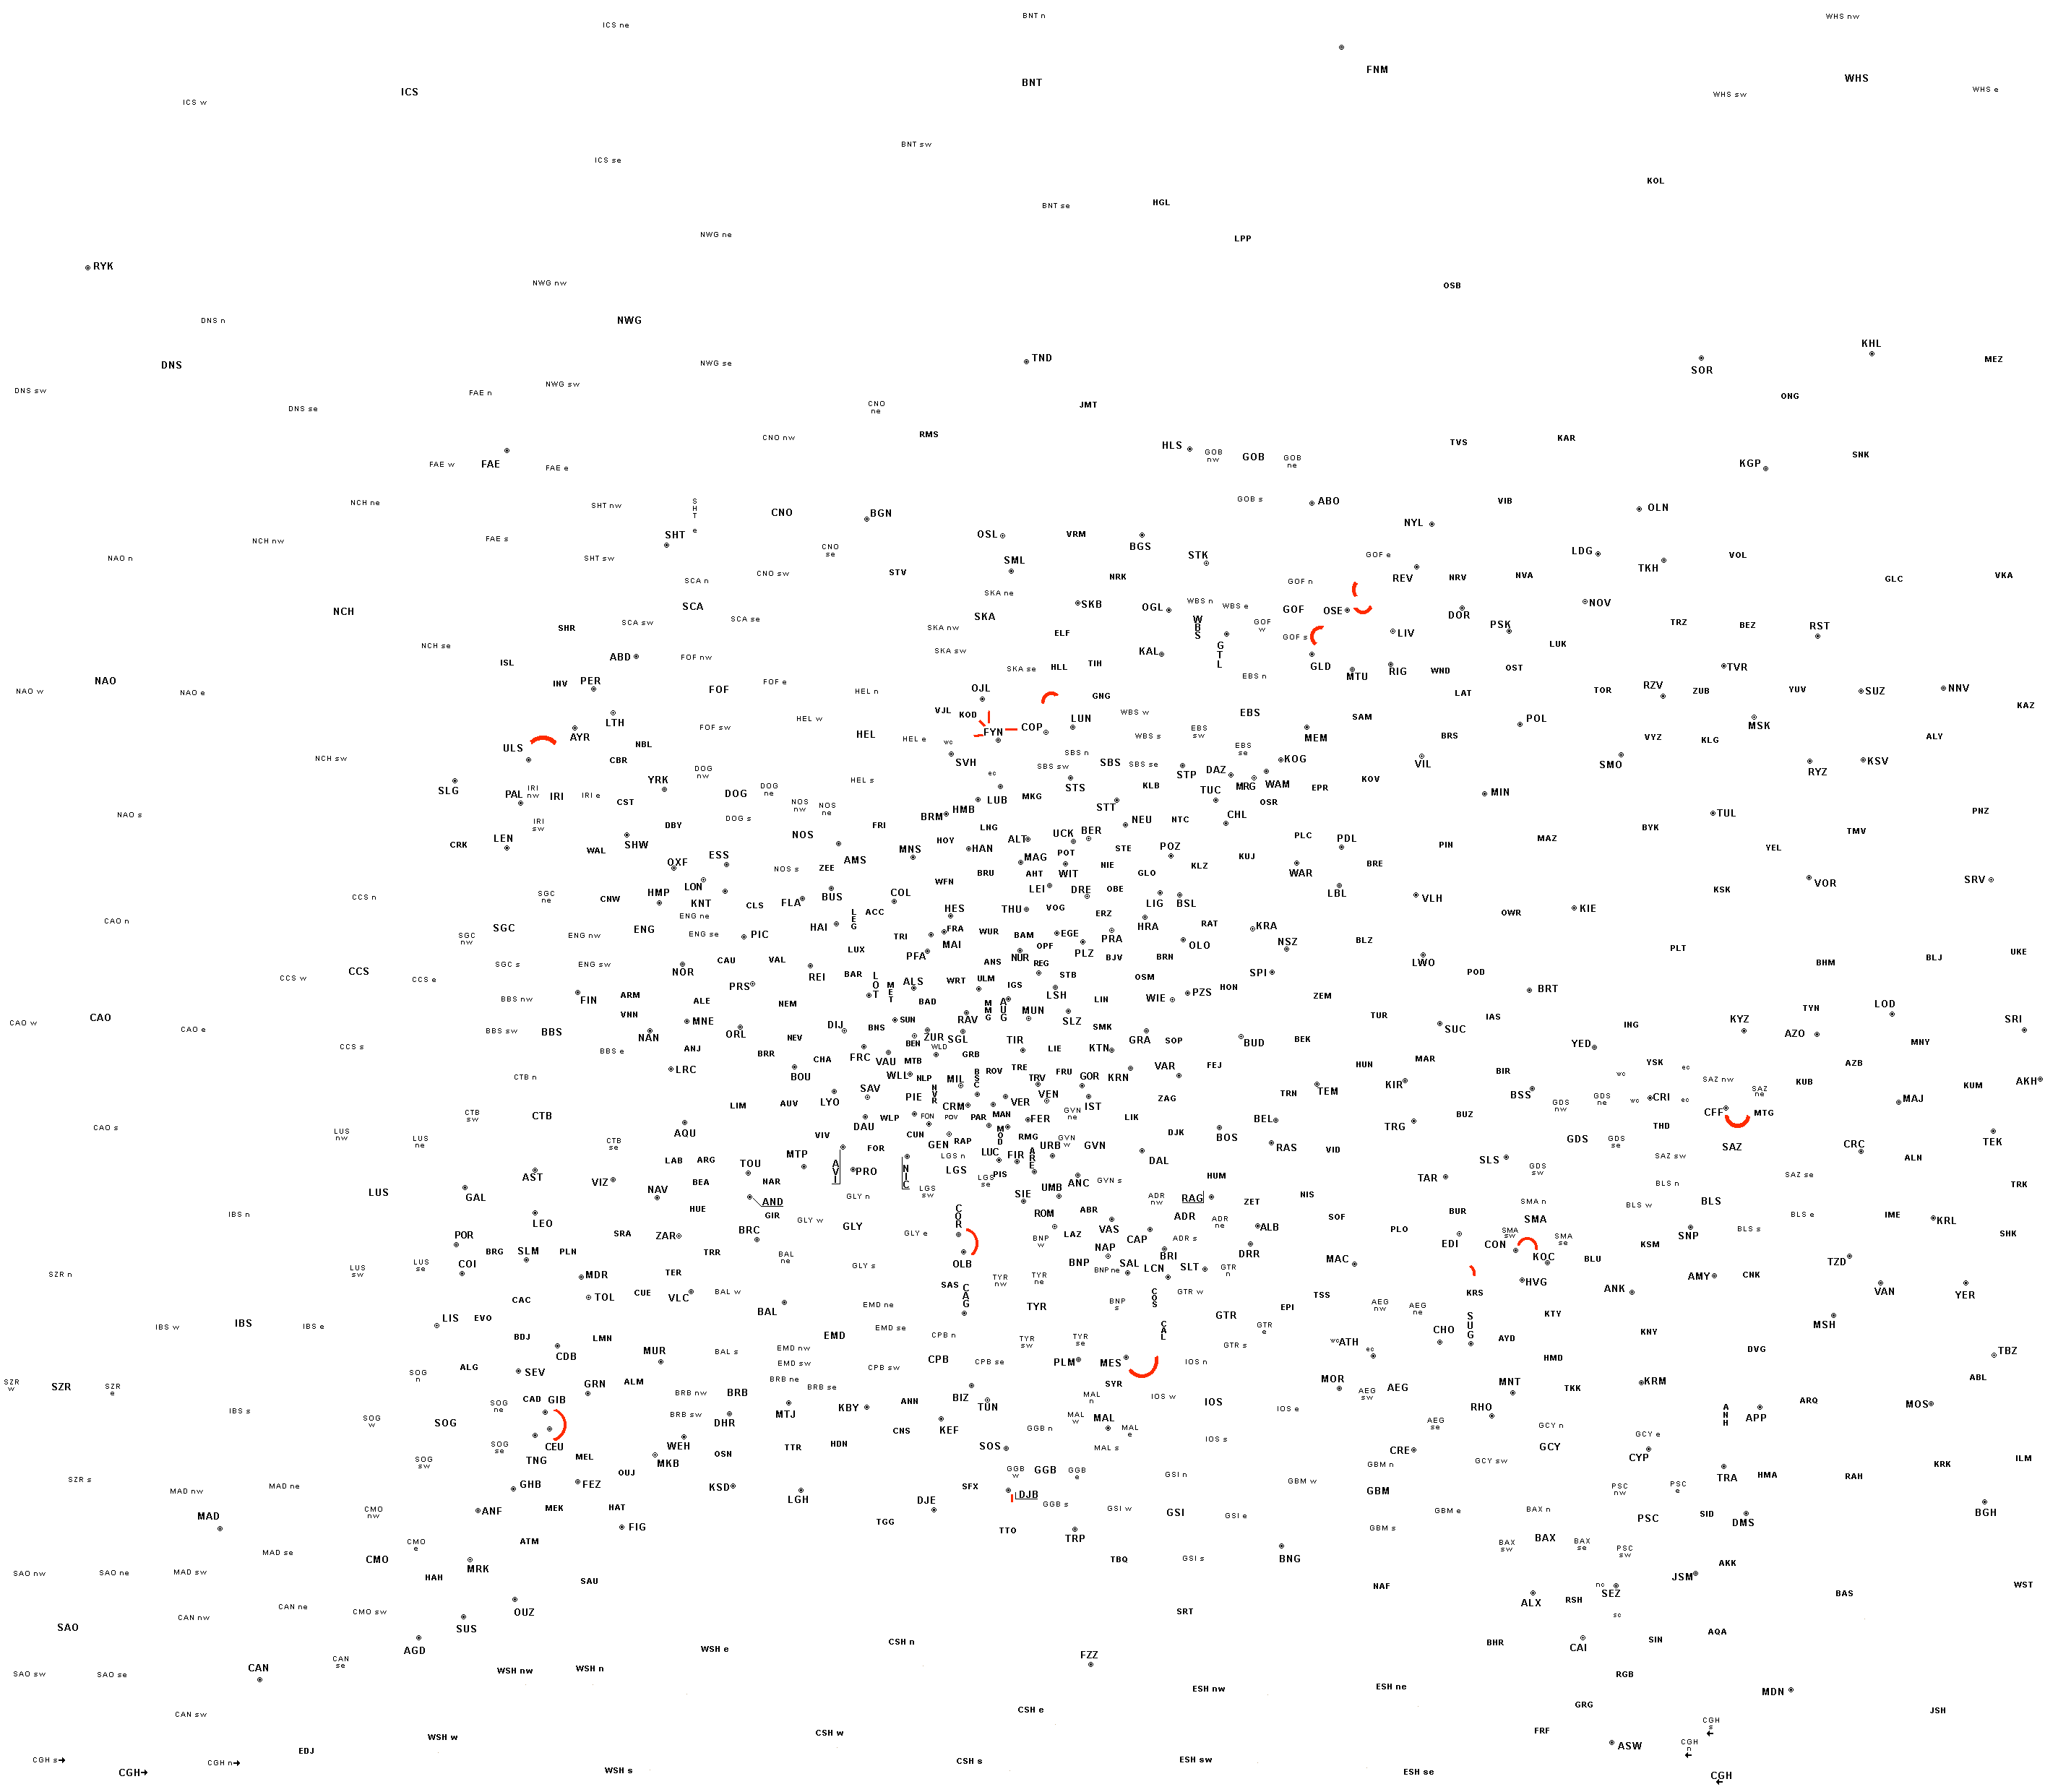 ICS ne
BNT n
WHS nw
FNM
BNT
WHS
ICS
WHS e
WHS sw
ICS w
BNT sw
ICS se
KOL
HGL
BNT se
NWG ne
LPP
RYK
NWG nw
OSB
DNS n
NWG
KHL
TND
MEZ
DNS
NWG se
SOR
NWG sw
DNS sw
FAE n
ONG
CNO
ne
JMT
DNS se
RMS
CNO nw
KAR
TVS
HLS
GOB
nw
GOB
GOB
ne
SNK
FAE w
FAE
FAE e
KGP
GOB s
ABO
VIB
NCH ne
SHT nw
SHT e
OLN
CNO
BGN
NYL
OSL
VRM
SHT
FAE s
NCH nw
BGS
CNO
se
LDG
GOF e
STK
VOL
NAO n
SHT sw
SML
TKH
STV
CNO sw
NRK
REV
NRV
NVA
VKA
GLC
SCA n
GOF n
SKA ne
WBS n
NOV
SKB
OGL
WBS e
GOF
OSE
SCA
NCH
DOR
SKA
WBS
SCA se
SCA sw
GOF
w
TRZ
PSK
BEZ
RST
SHR
SKA nw
ELF
LIV
GOF s
NCH se
LUK
GTL
SKA sw
KAL
ABD
FOF nw
ISL
TIH
HLL
GLD
SKA se
OST
TVR
RIG
WND
MTU
EBS n
NAO
INV
PER
FOF e
RZV
NNV
OJL
FOF
NAO w
NAO e
HEL n
GNG
LAT
TOR
ZUB
YUV
SUZ
KAZ
VJL
KOD
WBS w
EBS
SAM
LTH
HEL w
LUN
POL
MSK
FOF sw
COP
FYN
AYR
HEL
EBS
sw
MEM
WBS s
BRS
VYZ
KLG
ALY
HEL e
wc
NBL
ULS
EBS
se
SBS n
NCH sw
CBR
SVH
SBS
SBS se
KOG
VIL
SMO
KSV
SBS sw
DOG
nw
STP
DAZ
ec
RYZ
YRK
HEL s
KOV
STS
KLB
MRG
WAM
EPR
SLG
DOG
ne
IRI
nw
PAL
IRI
IRI e
DOG
TUC
MIN
MKG
LUB
CST
NOS
nw
NOS
ne
OSR
STT
HMB
PNZ
BRM
CHL
TUL
NAO s
DOG s
NTC
NEU
IRI
sw
DBY
FRI
LNG
BYK
TMV
NOS
UCK
BER
PLC
LEN
SHW
HOY
ALT
PDL
MAZ
CRK
PIN
WAL
HAN
STE
POZ
YEL
POT
ESS
MNS
KUJ
AMS
MAG
OXF
NIE
KLZ
BRE
NOS s
ZEE
WIT
WAR
BRU
AHT
GLO
WFN
SRV
VOR
LON
LEI
DRE
OBE
KSK
HMP
SGC
ne
COL
BUS
LBL
CCS n
CNW
KNT
CLS
FLA
LIG
BSL
VLH
THU
VOG
KIE
HES
LEG
ACC
ERZ
OWR
ENG ne
CAO n
RAT
SGC
ENG
HAI
HRA
KRA
FRA
WUR
BAM
EGE
ENG nw
ENG se
PIC
TRI
PRA
SGC
nw
BLZ
NSZ
MAI
OPF
OLO
PLT
LUX
PFA
NUR
PLZ
UKE
CAU
VAL
BJV
BRN
BLJ
ANS
REG
LWO
BHM
SGC s
ENG sw
CCS
NOR
BAR
STB
SPI
POD
REI
LOT
CCS w
CCS e
PRS
MET
ALS
WRT
ULM
IGS
OSM
HON
LSH
PZS
BRT
ARM
ZEM
FIN
BBS nw
ALE
NEM
BAD
MMG
AUG
LIN
WIE
LOD
TYN
VNN
CAO
TUR
IAS
MUN
SLZ
RAV
SUN
CAO w
MNE
DIJ
KYZ
SRI
ING
BNS
SMK
SUC
CAO e
BBS sw
BBS
AZO
ORL
NAN
NEV
ZUR
SGL
TIR
GRA
SOP
BEK
BUD
MNY
BEN
CCS s
YED
ANJ
WLD
LIE
KTN
BBS e
BRR
GRB
FRC
CHA
VAU
MTB
MAR
YSK
AZB
HUN
FEJ
VAR
TRE
LRC
ec
BIR
wc
ROV
FRU
BSC
BOU
WLL
NLP
MIL
TRV
GOR
KRN
CTB n
SAZ nw
KUB
AKH
KIR
KUM
SAV
NVR
TRN
TEM
SAZ
ne
BSS
PIE
VEN
VER
ZAG
CRI
GDS
ne
MAJ
AUV
LYO
LIM
CRM
IST
GDS
nw
wc
CFF
MTG
CTB
CTB
sw
WLP
FON
POV
PAR
MAN
GVN
ne
LIK
BEL
TRG
BUZ
FER
DAU
CAO s
THD
VIV
AQU
CUN
MOD
DJK
BOS
LUS
nw
LUS
ne
RMG
GVN
w
CTB
se
GEN
RAP
URB
GVN
GDS
GDS
se
TEK
SAZ
CRC
FOR
RAS
VID
MTP
LUC
ARE
LGS n
FIR
DAL
ALN
SLS
LAB
ARG
AVI
PRO
NIC
LGS
PIS
GDS
sw
SAZ se
AST
TOU
HUM
TAR
LGS
se
GVN s
VIZ
BEA
NAR
ANC
TRK
BLS n
LUS
UMB
LGS
sw
NAV
GAL
GLY n
SIE
ADR
nw
RAG
NIS
ZET
AND
SMA n
BLS
BLS w
HUE
ABR
IBS n
COR
ROM
ADR
SOF
BUR
IME
GIR
BLS e
LEO
GLY w
SMA
KRL
ADR
ne
PLO
BRC
GLY
ALB
BLS s
VAS
SRA
ZAR
POR
GLY e
LAZ
SMA
sw
SNP
SHK
BNP
w
CAP
ADR s
EDI
CON
SMA
se
BRG
SLM
PLN
TRR
BAL
ne
NAP
BRI
DRR
KOC
BLU
KSM
MAC
TZD
COI
LUS
sw
LUS
se
OLB
BNP
SAL
GLY s
BNP ne
LCN
SLT
GTR
n
SZR n
TER
MDR
TYR
nw
TYR
ne
HVG
AMY
CNK
SAS
CAG
TOL
CUE
VLC
BAL w
COS
GTR w
KRS
ANK
VAN
YER
TSS
CAC
BAL
EMD ne
BNP
s
TYR
EPI
AEG
nw
AEG
ne
KTY
LIS
EVO
GTR
IBS w
IBS
IBS e
EMD se
CAL
GTR
e
SUG
MSH
CHO
EMD
CPB n
KNY
BDJ
LMN
AYD
wc
ATH
TYR
sw
TYR
se
GTR s
MUR
BAL s
EMD nw
ec
DVG
TBZ
CDB
HMD
CPB
CPB se
PLM
MES
IOS n
ALG
EMD sw
CPB sw
SEV
SOG
n
BRB ne
ABL
MOR
KRM
ALM
GRN
SYR
SZR
w
SZR
SZR
e
BRB se
AEG
TKK
MNT
BRB nw
BRB
MAL
n
IOS w
AEG
sw
CAD
GIB
BIZ
ANN
ARQ
IOS
SOG
ne
MOS
KBY
TUN
RHO
IBS s
BRB sw
MTJ
IOS e
AHH
APP
SOG
w
SOG
MAL
w
MAL
DHR
KEF
AEG
se
GCY n
CNS
GGB n
MAL
e
GCY e
WEH
HDN
IOS s
SOG
se
CEU
TTR
SOS
MAL s
GCY
CRE
OSN
MEL
TNG
CYP
ILM
SOG
sw
MKB
GBM n
GCY sw
KRK
GGB
w
GGB
GGB
e
OUJ
GSI n
HMA
RAH
TRA
SZR s
GBM w
GHB
FEZ
KSD
SFX
MAD nw
MAD ne
PSC
nw
PSC
e
GBM
DJB
LGH
DJE
GGB s
GSI w
MEK
HAT
BAX n
ANF
CMO
nw
GSI
GSI e
GBM e
BGH
SID
MAD
PSC
DMS
TGG
FIG
TTO
GBM s
TRP
ATM
BAX
BAX
sw
BAX
se
CMO
e
PSC
sw
MAD se
CMO
TBQ
GSI s
BNG
AKK
MRK
SAO nw
SAO ne
MAD sw
HAH
JSM
SAU
NAF
nc
SEZ
WST
BAS
ALX
RSH
CAN ne
CMO sw
OUZ
SRT
sc
CAN nw
SAO
SUS
AQA
CSH n
BHR
SIN
WSH e
AGD
CAI
FZZ
CAN
se
CAN
WSH nw
WSH n
SAO sw
SAO se
RGB
ESH ne
ESH nw
MDN
GRG
CSH e
JSH
CAN sw
CGH
s
FRF
CSH w
WSH w
CGH
n
ASW
EDJ
CGH s
CGH n
CSH s
ESH sw
CGH
WSH s
ESH se
CGH